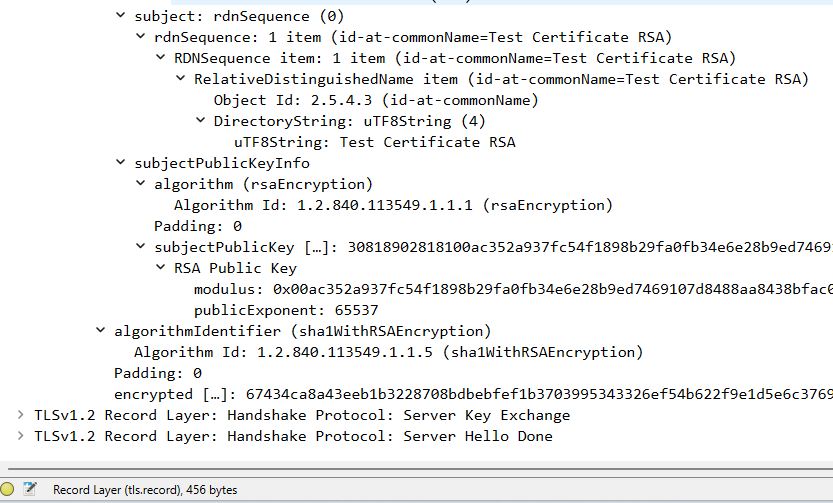 subject: rdnSequence (0)
rdnSequence: 1 item (id-at-commonName=Test Certificate RSA)
RDNSequence item: 1 item (id-at-commonName=Test Certificate RSA)
RelativeDistinguishedName item (id-at-commonName=Test Certificate RSA)
Object Id: 2.5.4.3 (id-at-commonName)
DirectoryString: uTF8String (4)
uTF8String: Test Certificate RSA
subjectPublicKeyInfo
algorithm (rsaEncryption)
Algorithm Id: 1.2.840.113549.1.1.1 (rsaEncryption)
Padding: 0
subjectPublicKey […]: 30818902818100ac352a937fc54f1898b29fa0fb34e6e28b9ed7469
RSA Public Key
modulus: 0x00ac352a937fc54f1898b29fa0fb34e6e28b9ed7469107d8488aa8438bfac0
publicExponent: 65537
algorithmIdentifier (sha1WithRSAEncryption)
Algorithm Id: 1.2.840.113549.1.1.5 (sha1WithRSAEncryption)
Padding: 0
encrypted […]: 67434ca8a43eeb1b3228708bdbebfef1b3703995343326ef54b622f9e1d5e6c3769
TLSv1.2 Record Layer: Handshake Protocol: Server Key Exchange
TLSv1.2 Record Layer: Handshake Protocol: Server Hello Done
Record Layer (tls.record), 456 bytes